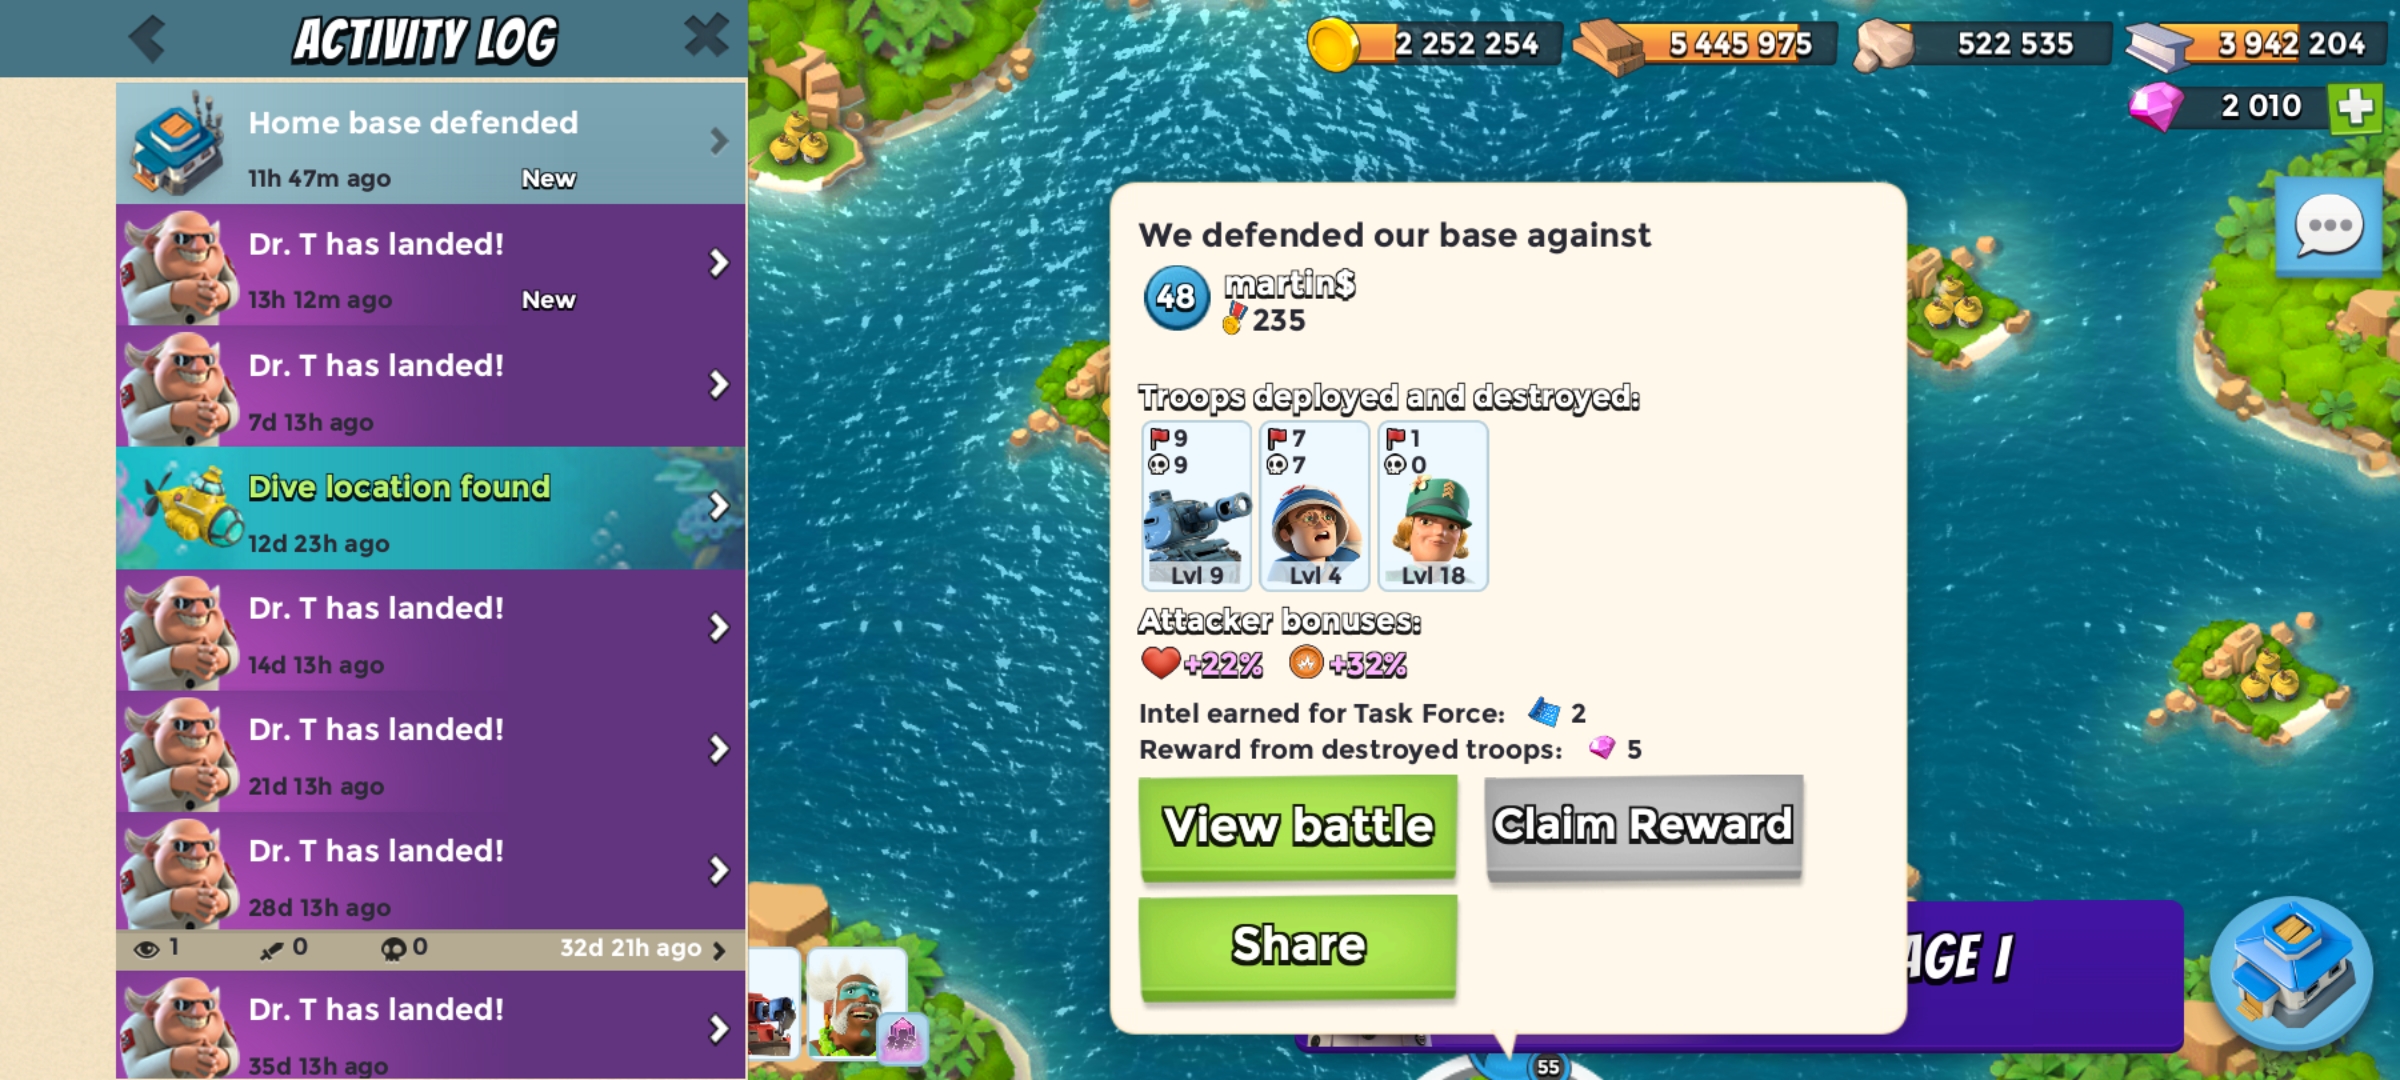 ACTIVITY LOG
Home base defended
11h 47m ago New
Dr. T has landed!
13h 12m ago New
Dr. T has landed!
7d 13h ago
Dive location found
12d 23h ago
Dr. T has landed!
14d 13h ago
Dr. T has landed!
21d 13h ago
Dr. T has landed!
28d 13h ago
1 0 0 32d 21h ago
Dr. T has landed!
35d 13h ago
2 252 254 5 445 975 522 535 3 942 204
2 010
We defended our base against
48 martin$
235
Troops deployed and destroyed:
9 7 1
9 7 0
Lvl 9 Lvl 4 Lvl 18
Attacker bonuses:
+22% +32%
Intel earned for Task Force: 2
Reward from destroyed troops: 5
View battle Claim Reward
Share
AGE I
55